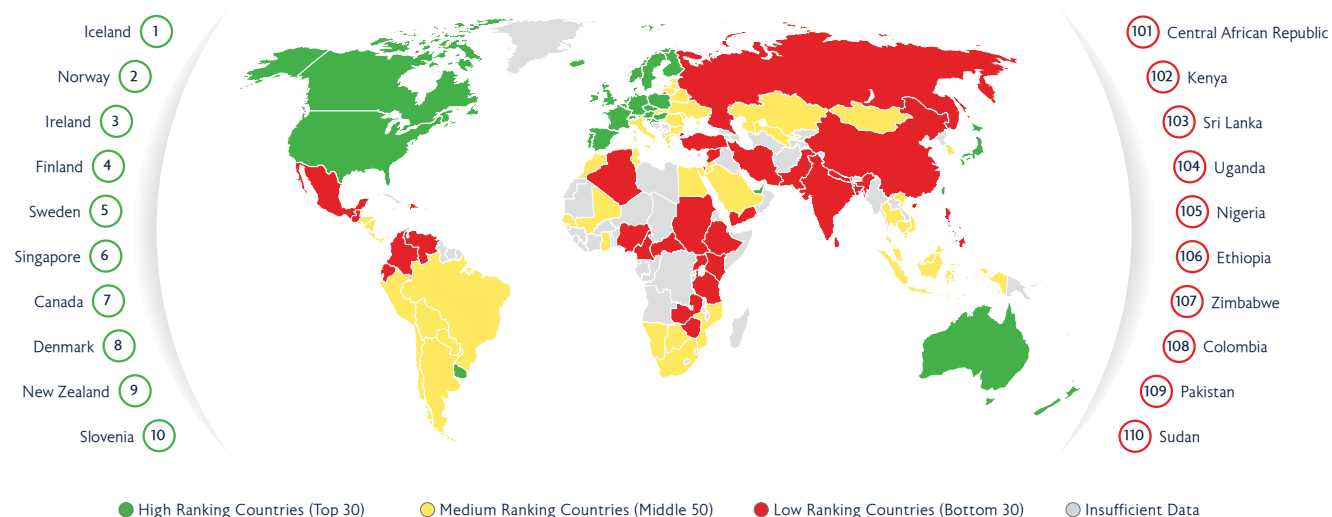 Iceland 1
Norway 2
Ireland 3
Finland 4
Sweden 5
Singapore 6
Canada 7
Denmark 8
New Zealand 9
Slovenia 10
101 Central African Republic
102 Kenya
103 Sri Lanka
104 Uganda
105 Nigeria
106 Ethiopia
107 Zimbabwe
108 Colombia
109 Pakistan
110 Sudan
High Ranking Countries (Top 30) Medium Ranking Countries (Middle 50) Low Ranking Countries (Bottom 30) Insufficient Data